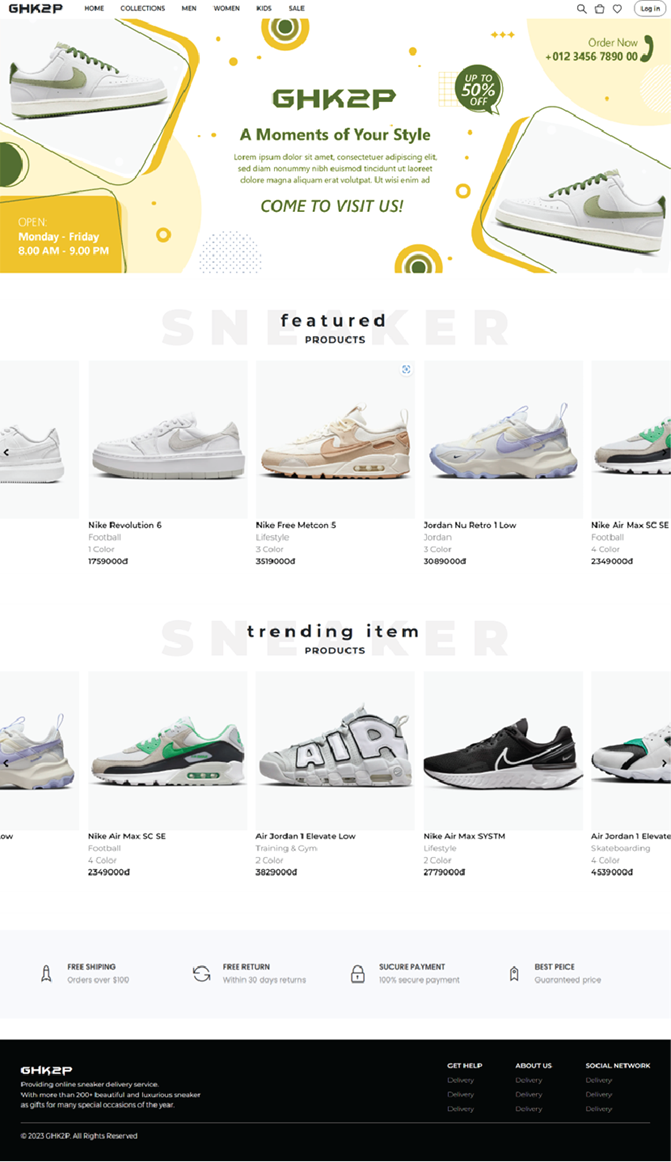 GHK2P HOME COLLECTIONS MEN WOMEN KIDS SALE Log in
Order Now
+012 3456 7890 00
UP TO
50%
OFF
GHK2P
A Moments of Your Style
Lorem ipsum dolor sit amet, consectetuer adipiscing elit,
sed diam nonummy nibh euismod tincidunt ut laoreet
dolore magna aliquam erat volutpat. Ut wisi enim ad
COME TO VISIT US!
OPEN:
Monday - Friday
8.00 AM - 9.00 PM
SNEAKER
featured
PRODUCTS
Nike Revolution 6
Football
1 Color
1759000đ
Nike Free Metcon 5
Lifestyle
3 Color
3519000đ
Jordan Nu Retro 1 Low
Jordan
3 Color
3089000đ
Nike Air Max SC SE
Football
4 Color
2349000đ
SNEAKER
trending item
PRODUCTS
ow
Nike Air Max SC SE
Football
4 Color
2349000đ
AIR
Air Jordan 1 Elevate Low
Training & Gym
2 Color
3829000đ
Nike Air Max SYSTM
Lifestyle
2 Color
2779000đ
Air Jordan 1 Elevate
Skateboarding
4 Color
4539000đ
FREE SHIPING
Orders over $100
FREE RETURN
Within 30 days returns
SUCURE PAYMENT
100% secure payment
BEST PEICE
Guaranteed price
GHK2P
Providing online sneaker delivery service.
With more than 200+ beautiful and luxurious sneaker
as gifts for many special occasions of the year.
GET HELP
Delivery
Delivery
Delivery
ABOUT US
Delivery
Delivery
Delivery
SOCIAL NETWORK
Delivery
Delivery
Delivery
© 2023 GHK2P, All Rights Reserved